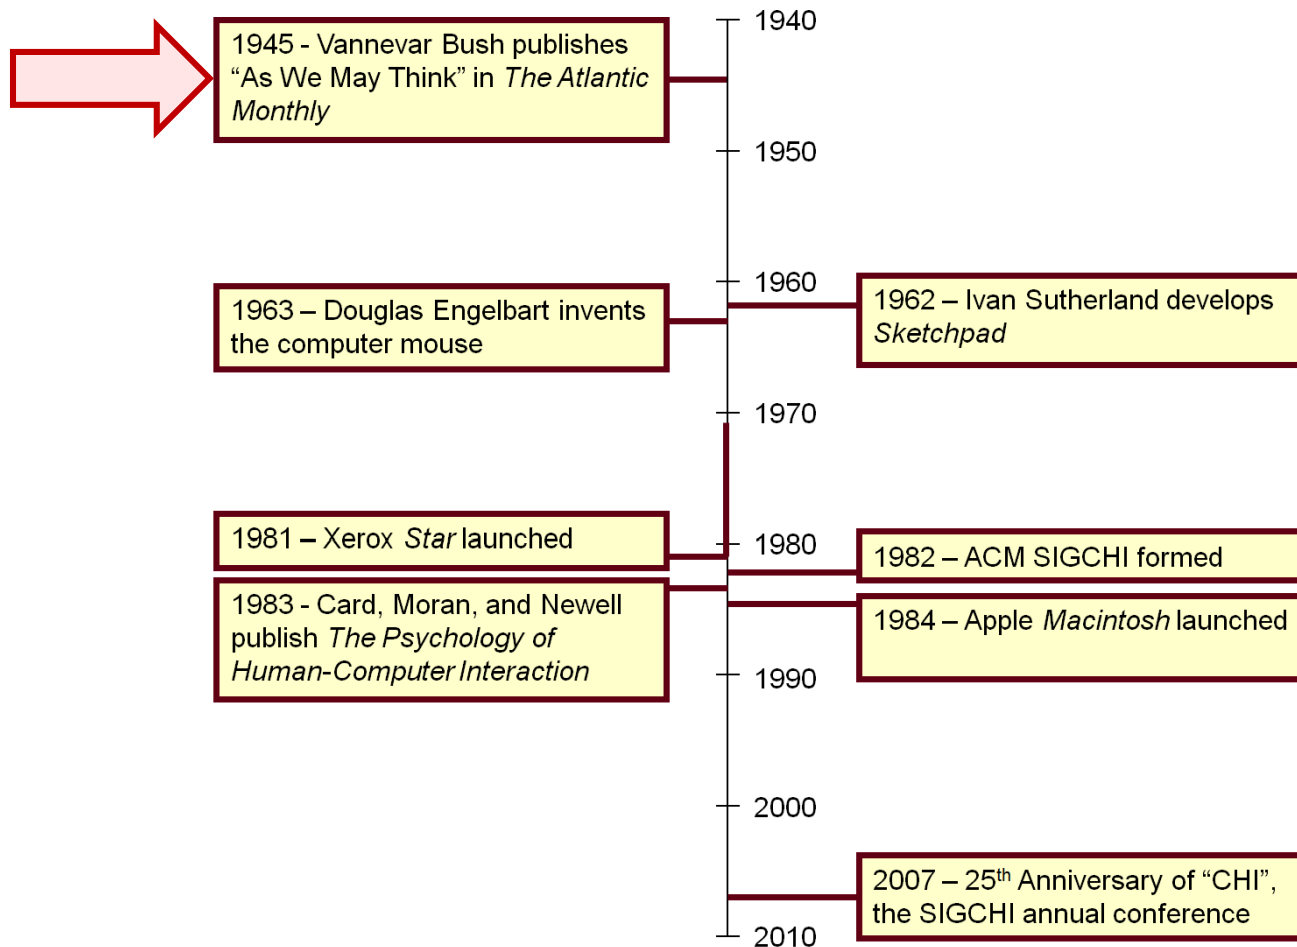 1940
1945 - Vannevar Bush publishes
“As We May Think” in The Atlantic
Monthly
1950
1960
1962 – Ivan Sutherland develops
Sketchpad
1963 – Douglas Engelbart invents
the computer mouse
1970
1981 – Xerox Star launched
1980
1982 – ACM SIGCHI formed
1983 - Card, Moran, and Newell
publish The Psychology of
Human-Computer Interaction
1984 – Apple Macintosh launched
1990
2000
2007 – 25th Anniversary of “CHI”,
the SIGCHI annual conference
2010